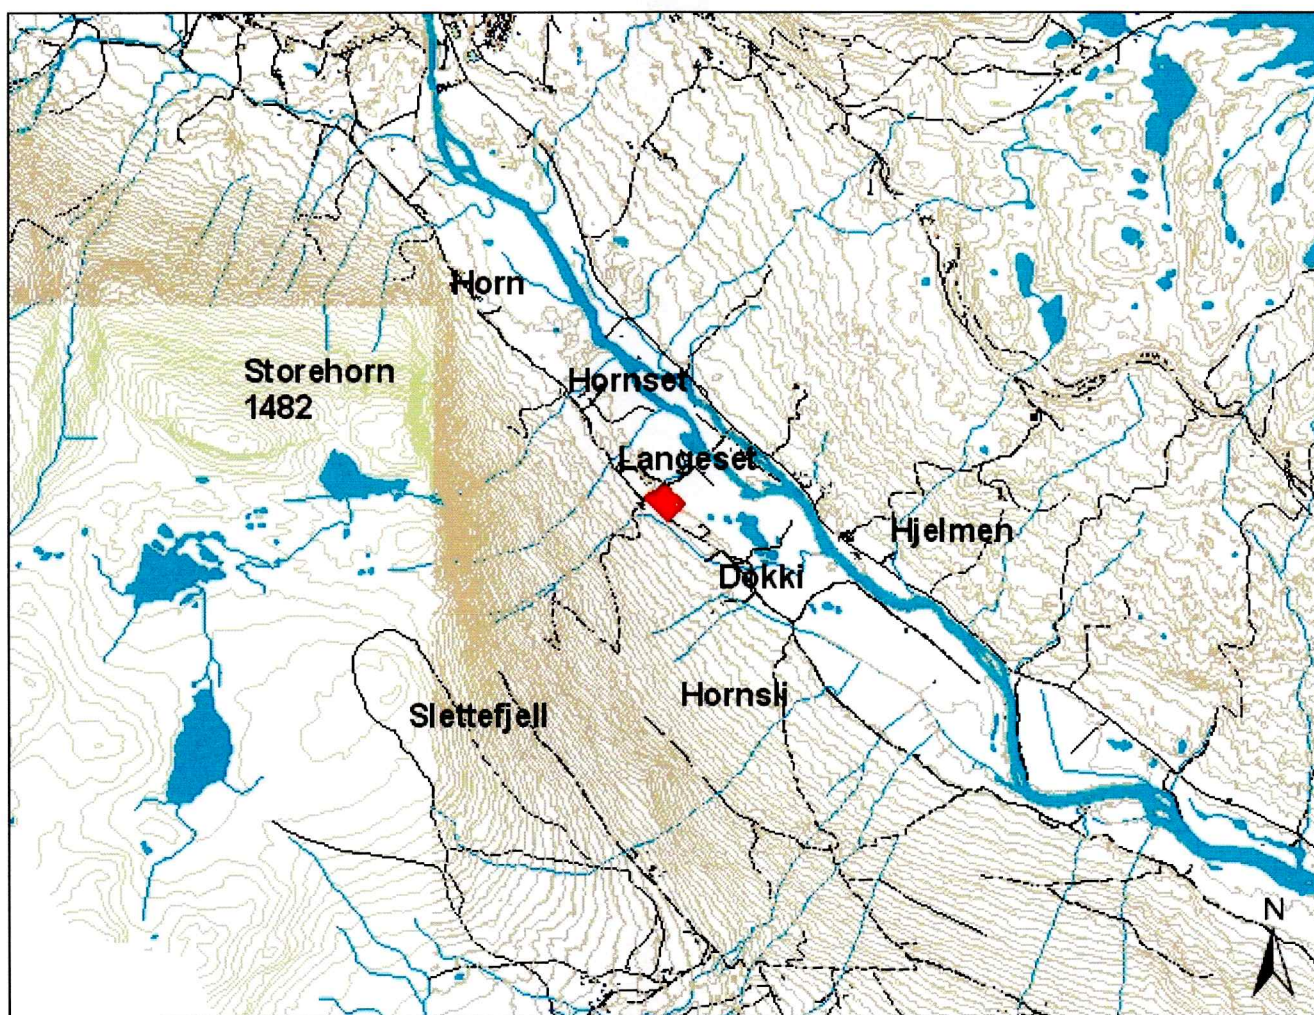 Horn
Storehorn
1482
Hornset
Langeset
Hjelmen
Dokki
Hornsli
Slettefjell
N